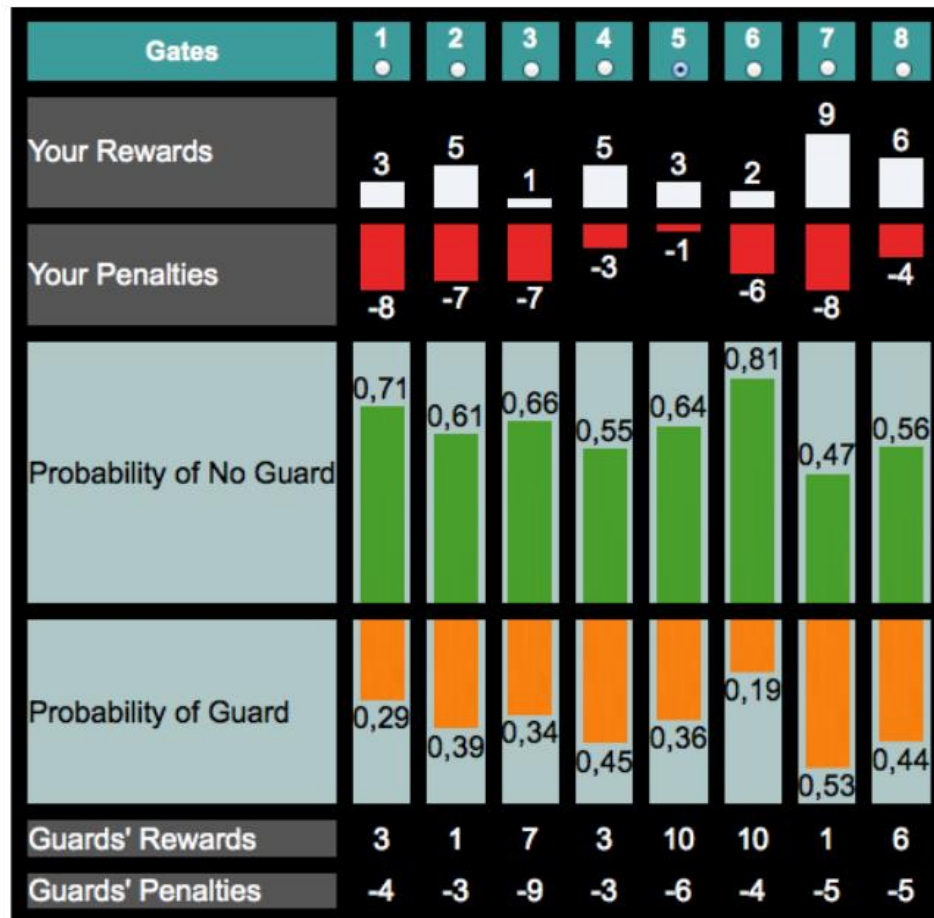 Gates 1 2 3 4 5 6 7 8
Your Rewards 3 5 1 5 3 2 9 6
Your Penalties -8 -7 -7 -3 -1 -6 -8 -4
Probability of No Guard 0,71 0,61 0,66 0,55 0,64 0,81 0,47 0,56
Probability of Guard 0,29 0,39 0,34 0,45 0,36 0,19 0,53 0,44
Guards' Rewards 3 1 7 3 10 10 1 6
Guards' Penalties -4 -3 -9 -3 -6 -4 -5 -5